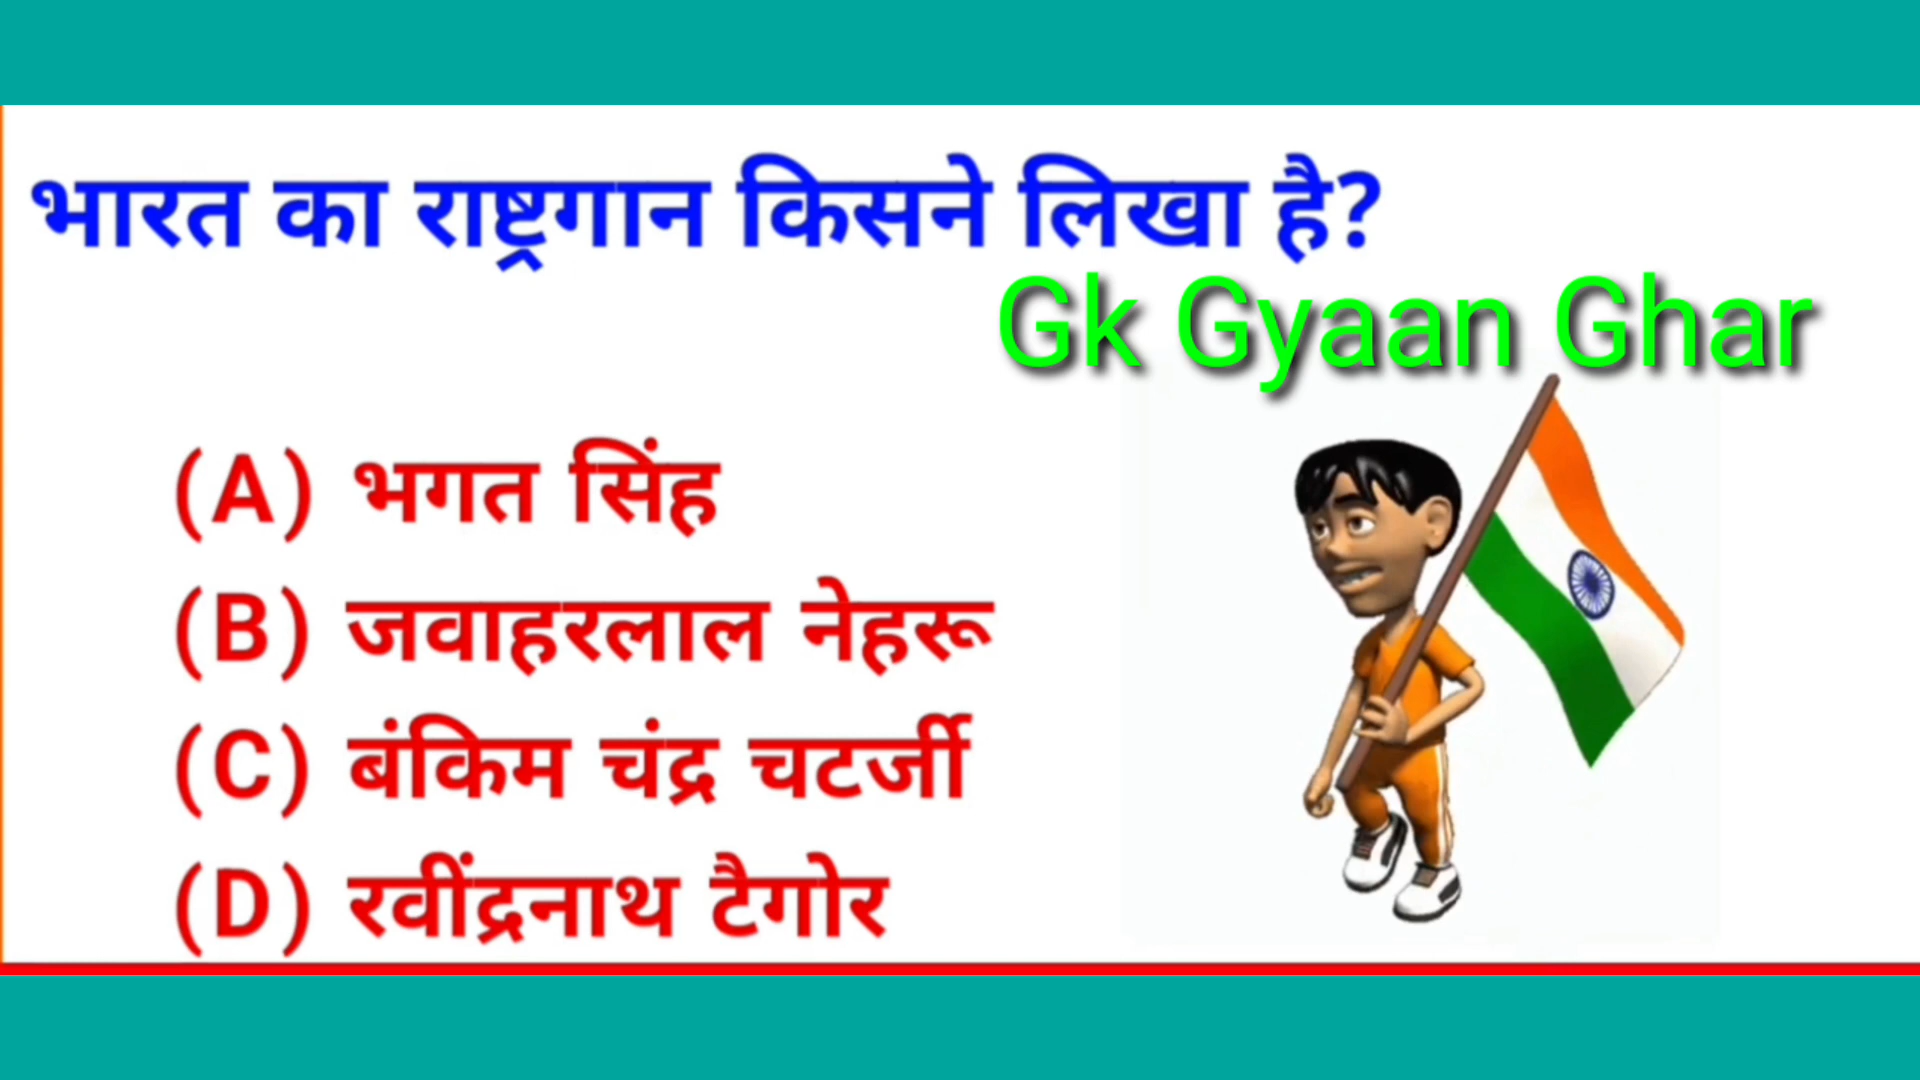 भारत का राष्ट्रगान किसने लिखा है?
Gk Gyaan Ghar
(A) भगत सिंह
(B) जवाहरलाल नेहरू
(C) बंकिम चंद्र चटर्जी
(D) रवींद्रनाथ टैगोर